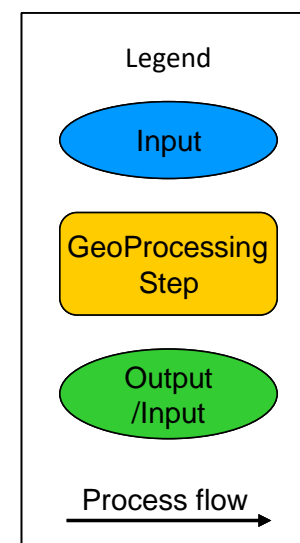 Legend
Input
GeoProcessing
Step
Output
/Input
Process flow